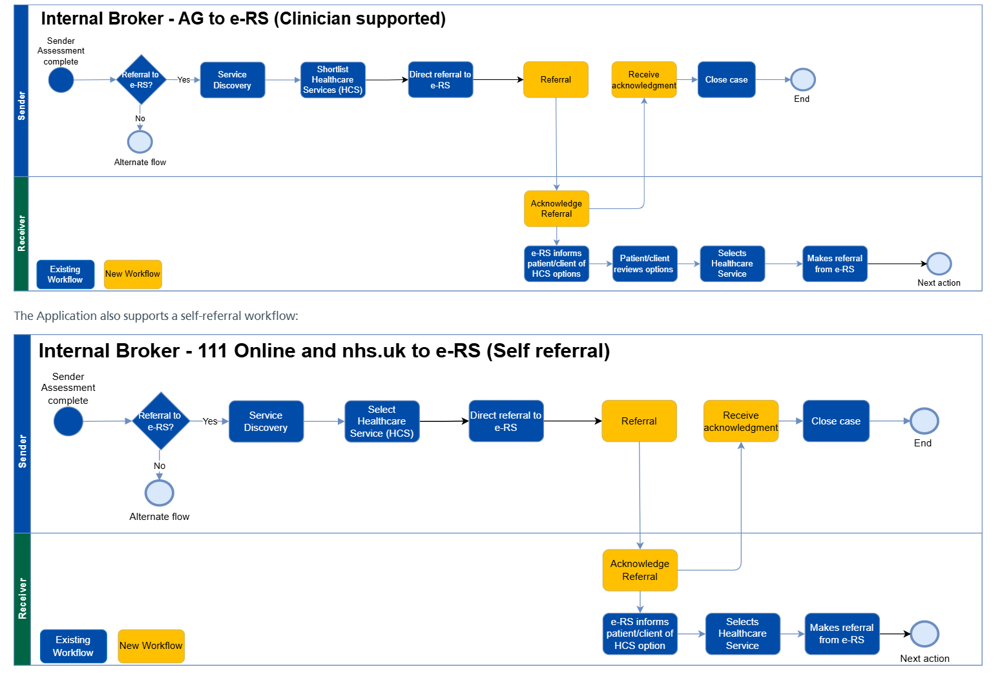 Internal Broker - AG to e-RS (Clinician supported)
Sender
Assessment
complete
Referral to
e-RS?
Yes
Service
Discovery
Shortlist
Healthcare
Services (HCS)
Direct referral to
e-RS
Referral
Receive
acknowledgment
Close case
End
No
Alternate flow
Sender
Acknowledge
Referral
e-RS informs
patient/client of
HCS options
Patient/client
reviews options
Selects
Healthcare
Service
Makes referral
from e-RS
Next action
Receiver
Existing
Workflow
New Workflow
The Application also supports a self-referral workflow:
Internal Broker - 111 Online and nhs.uk to e-RS (Self referral)
Sender
Assessment
complete
Referral to
e-RS?
Yes
Service
Discovery
Select
Healthcare
Service (HCS)
Direct referral to
e-RS
Referral
Receive
acknowledgment
Close case
End
No
Alternate flow
Sender
Acknowledge
Referral
e-RS informs
patient/client of
HCS option
Selects
Healthcare
Service
Makes referral
from e-RS
Next action
Receiver
Existing
Workflow
New Workflow